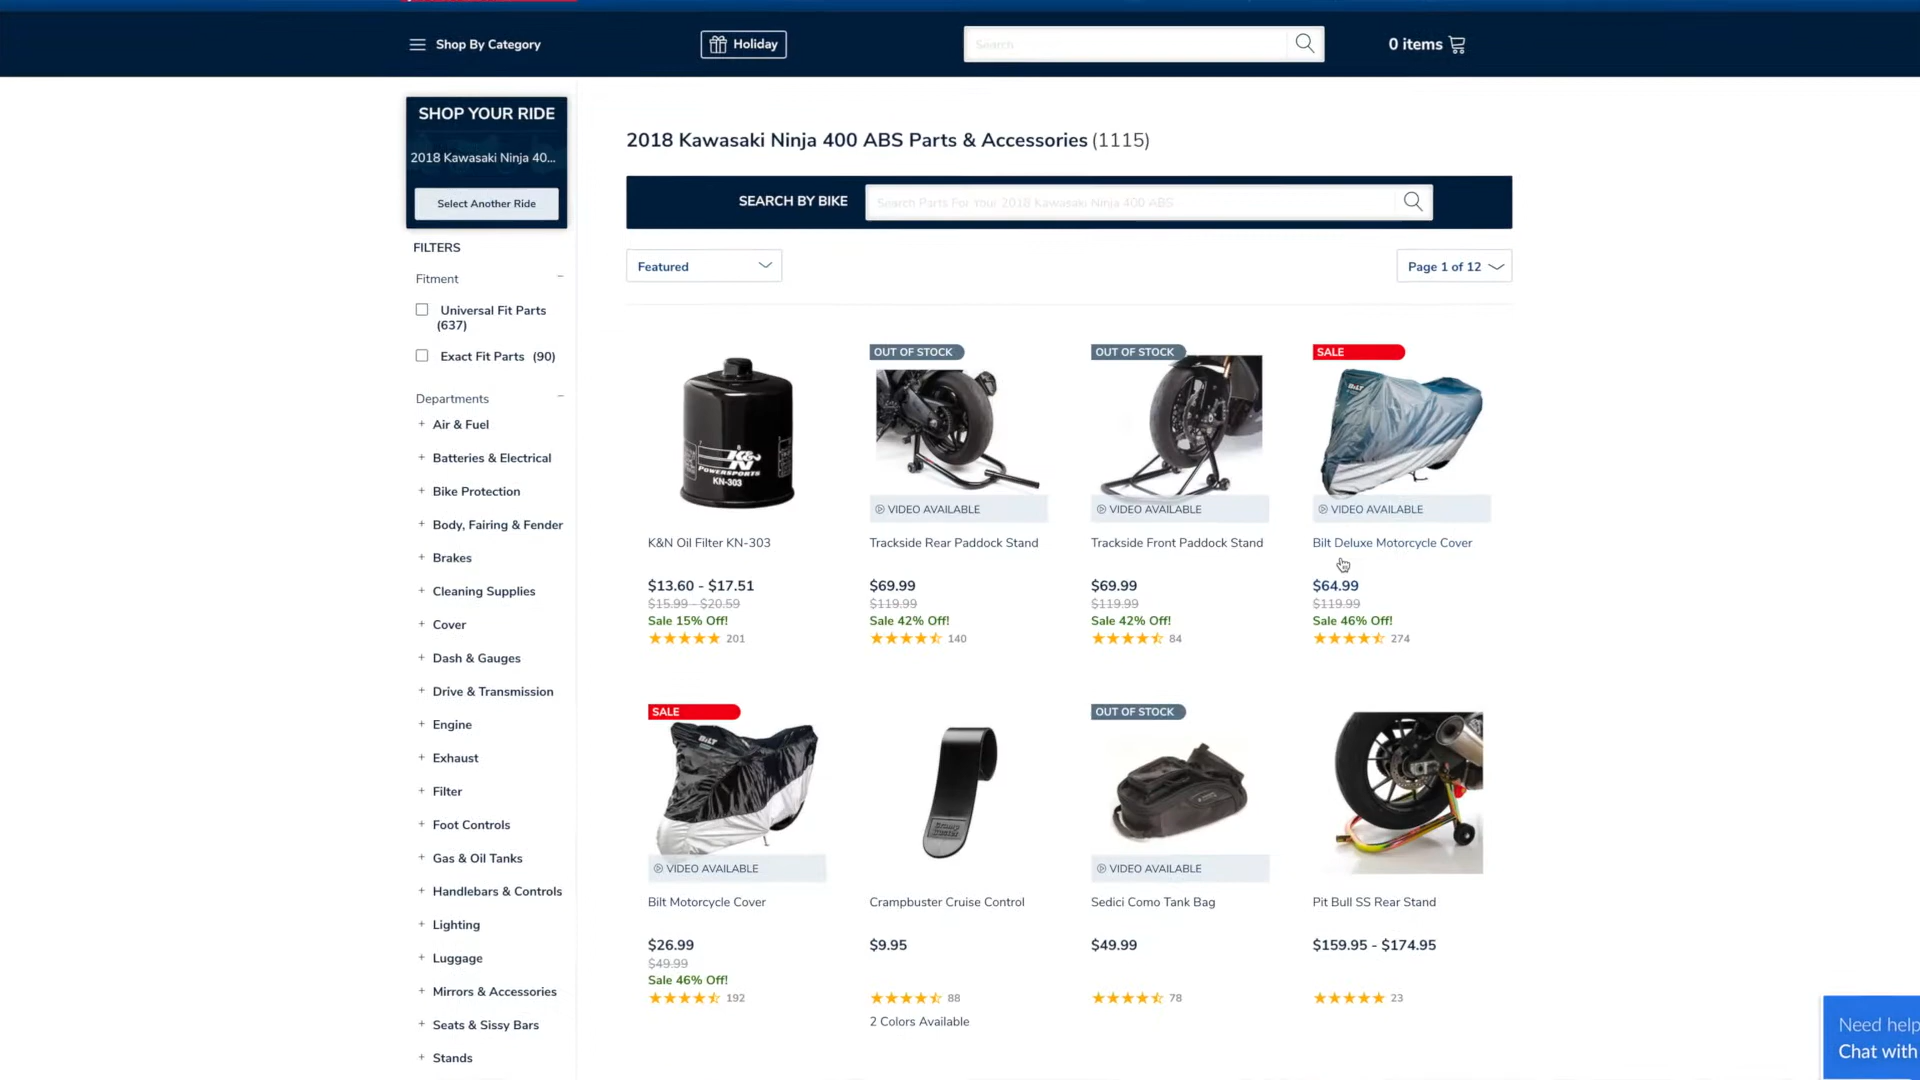 Shop By Category
Holiday
Search
0 items
SHOP YOUR RIDE
2018 Kawasaki Ninja 40...
Select Another Ride
FILTERS
Fitment
Universal Fit Parts
(637)
Exact Fit Parts (90)
Departments
+ Air & Fuel
+ Batteries & Electrical
+ Bike Protection
+ Body, Fairing & Fender
+ Brakes
+ Cleaning Supplies
+ Cover
+ Dash & Gauges
+ Drive & Transmission
+ Engine
+ Exhaust
+ Filter
+ Foot Controls
+ Gas & Oil Tanks
+ Handlebars & Controls
+ Lighting
+ Luggage
+ Mirrors & Accessories
+ Seats & Sissy Bars
+ Stands
2018 Kawasaki Ninja 400 ABS Parts & Accessories (1115)
SEARCH BY BIKE
Search Parts For Your 2018 Kawasaki Ninja 400 ABS
Featured
Page 1 of 12
K&N
POWERSPORTS
KN-303
K&N Oil Filter KN-303
$13.60 - $17.51
$15.99 - $20.59
Sale 15% Off!
201
OUT OF STOCK
VIDEO AVAILABLE
Trackside Rear Paddock Stand
$69.99
$119.99
Sale 42% Off!
140
OUT OF STOCK
VIDEO AVAILABLE
Trackside Front Paddock Stand
$69.99
$119.99
Sale 42% Off!
84
SALE
BiLT
VIDEO AVAILABLE
Bilt Deluxe Motorcycle Cover
$64.99
$119.99
Sale 46% Off!
274
SALE
BiLT
VIDEO AVAILABLE
Bilt Motorcycle Cover
$26.99
$49.99
Sale 46% Off!
192
Crampbuster Cruise Control
$9.95
88
2 Colors Available
OUT OF STOCK
VIDEO AVAILABLE
Sedici Como Tank Bag
$49.99
78
Pit Bull SS Rear Stand
$159.95 - $174.95
23
Need help
Chat with